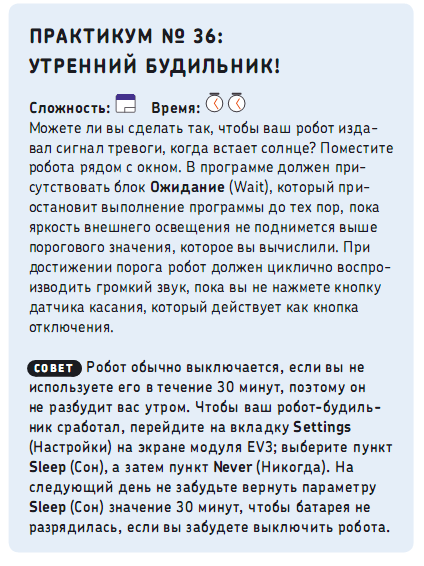 ПРАКТИКУМ № 36:
УТРЕННИЙ БУДИЛЬНИК!
Сложность: Время:
Можете ли вы сделать так, чтобы ваш робот изда-
вал сигнал тревоги, когда встает солнце? Поместите
робота рядом с окном. В программе должен при-
сутствовать блок Ожидание (Wait), который при-
остановит выполнение программы до тех пор, пока
яркость внешнего освещения не поднимется выше
порогового значения, которое вы вычислили. При
достижении порога робот должен циклично воспро-
изводить громкий звук, пока вы не нажмете кнопку
датчика касания, который действует как кнопка
отключения.
СОВЕТ Робот обычно выключается, если вы не
используете его в течение 30 минут, поэтому он
не разбудит вас утром. Чтобы ваш робот-будиль-
ник сработал, перейдите на вкладку Settings
(Настройки) на экране модуля EV3; выберите пункт
Sleep (Сон), а затем пункт Never (Никогда). На
следующий день не забудьте вернуть параметру
Sleep (Сон) значение 30 минут, чтобы батарея не
разрядилась, если вы забудете выключить робота.